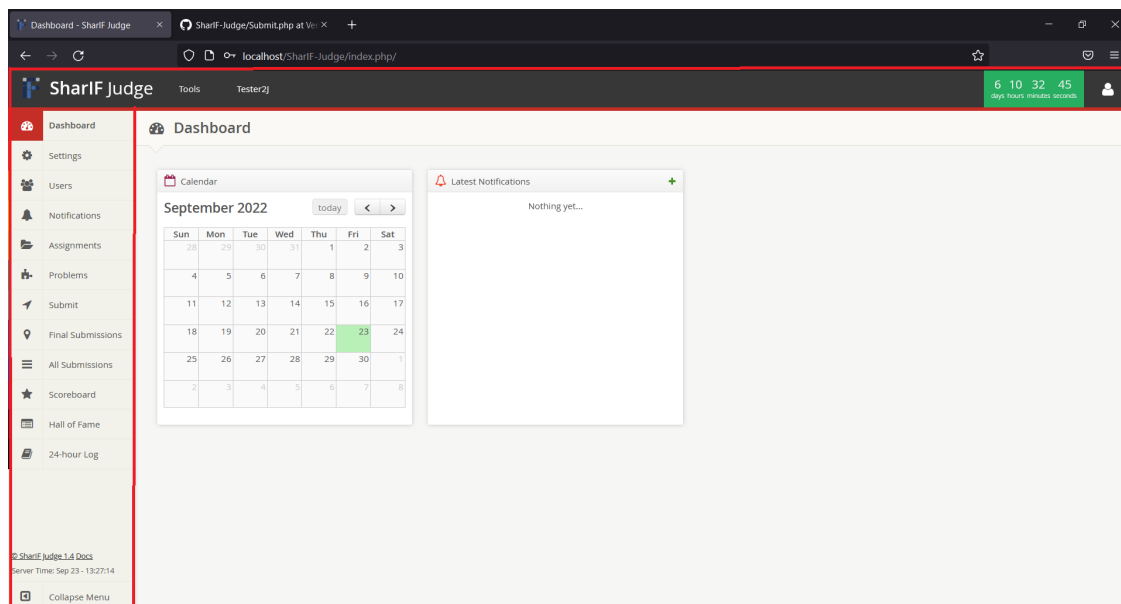 Dashboard - SharIF Judge
SharIF-Judge/Submit.php at Ve
localhost/SharIF-Judge/index.php/
SharIF Judge
Tools
Tester2J
6 10 32 45
days hours minutes seconds
Dashboard
Settings
Users
Notifications
Assignments
Problems
Submit
Final Submissions
All Submissions
Scoreboard
Hall of Fame
24-hour Log
© SharIF Judge 1.4 Docs
Server Time: Sep 23 - 13:27:14
Collapse Menu
Dashboard
Calendar
September 2022
today
Sun Mon Tue Wed Thu Fri Sat
28 29 30 31 1 2 3
4 5 6 7 8 9 10
11 12 13 14 15 16 17
18 19 20 21 22 23 24
25 26 27 28 29 30 1
2 3 4 5 6 7 8
Latest Notifications
Nothing yet...